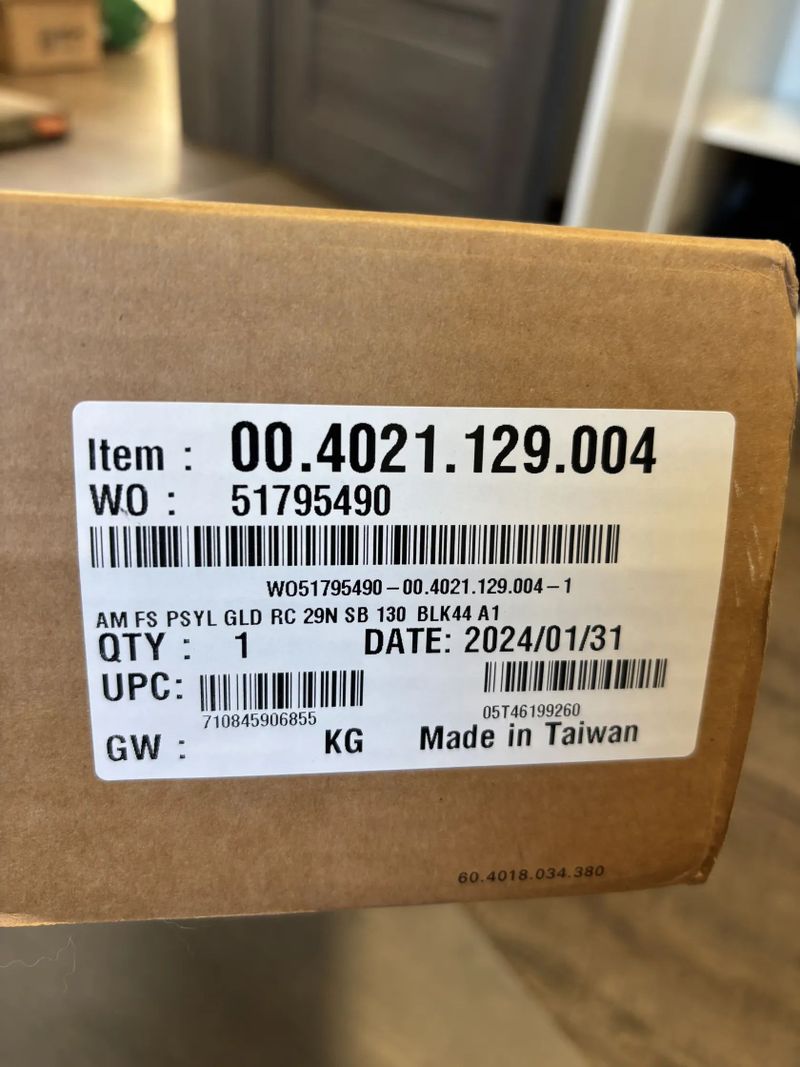 Item : 00.4021.129.004
WO : 51795490
WO51795490-00.4021.129.004-1
AM FS PSYL GLD RC 29N SB 130 BLK44 A1
QTY : 1 DATE: 2024/01/31
UPC:
710845906855 05T46199260
GW : KG Made in Taiwan
60.4018.034.380